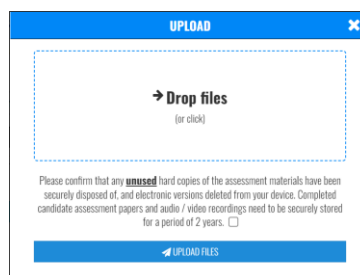 UPLOAD
Drop files
(or click)
Please confirm that any unused hard copies of the assessment materials have been
securely disposed of, and electronic versions deleted from your device. Completed
candidate assessment papers and audio / video recordings need to be securely stored
for a period of 2 years.
UPLOAD FILES